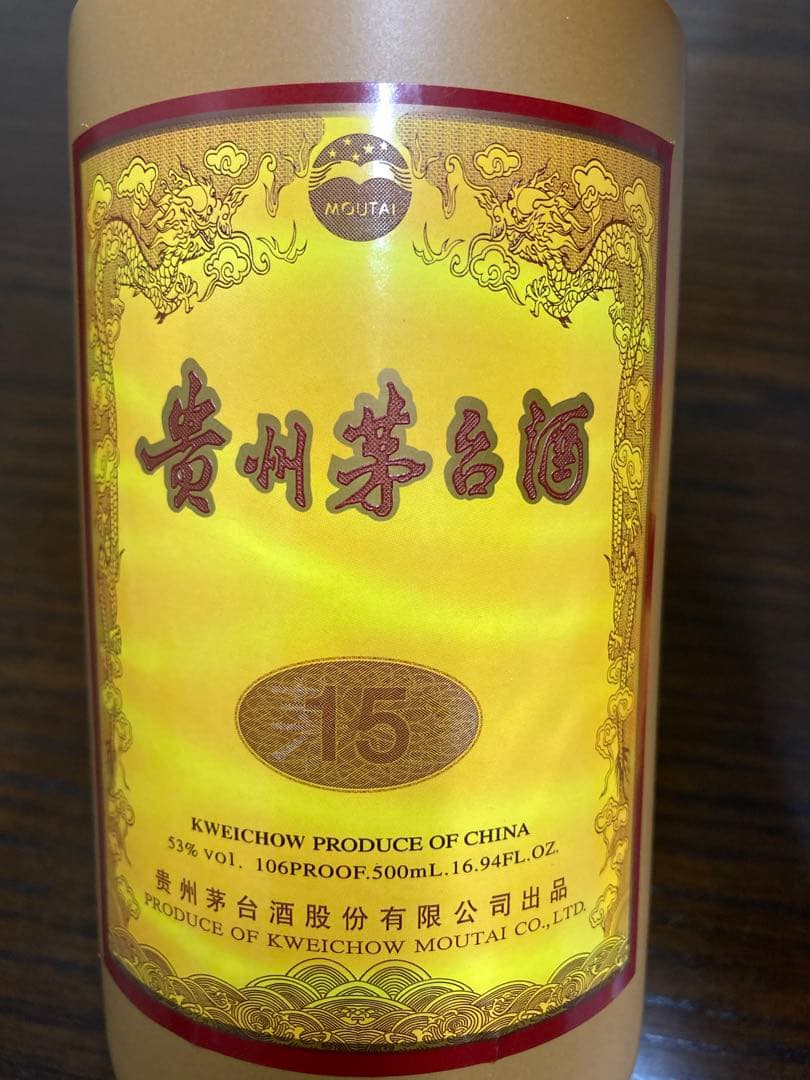 MOUTAI
贵州茅台酒
15
KWEICHOW PRODUCE OF CHINA
53% vol. 106PROOF.500mL.16.94FL.OZ.
贵州茅台酒股份有限公司出品
PRODUCE OF KWEICHOW MOUTAI CO.,LTD.